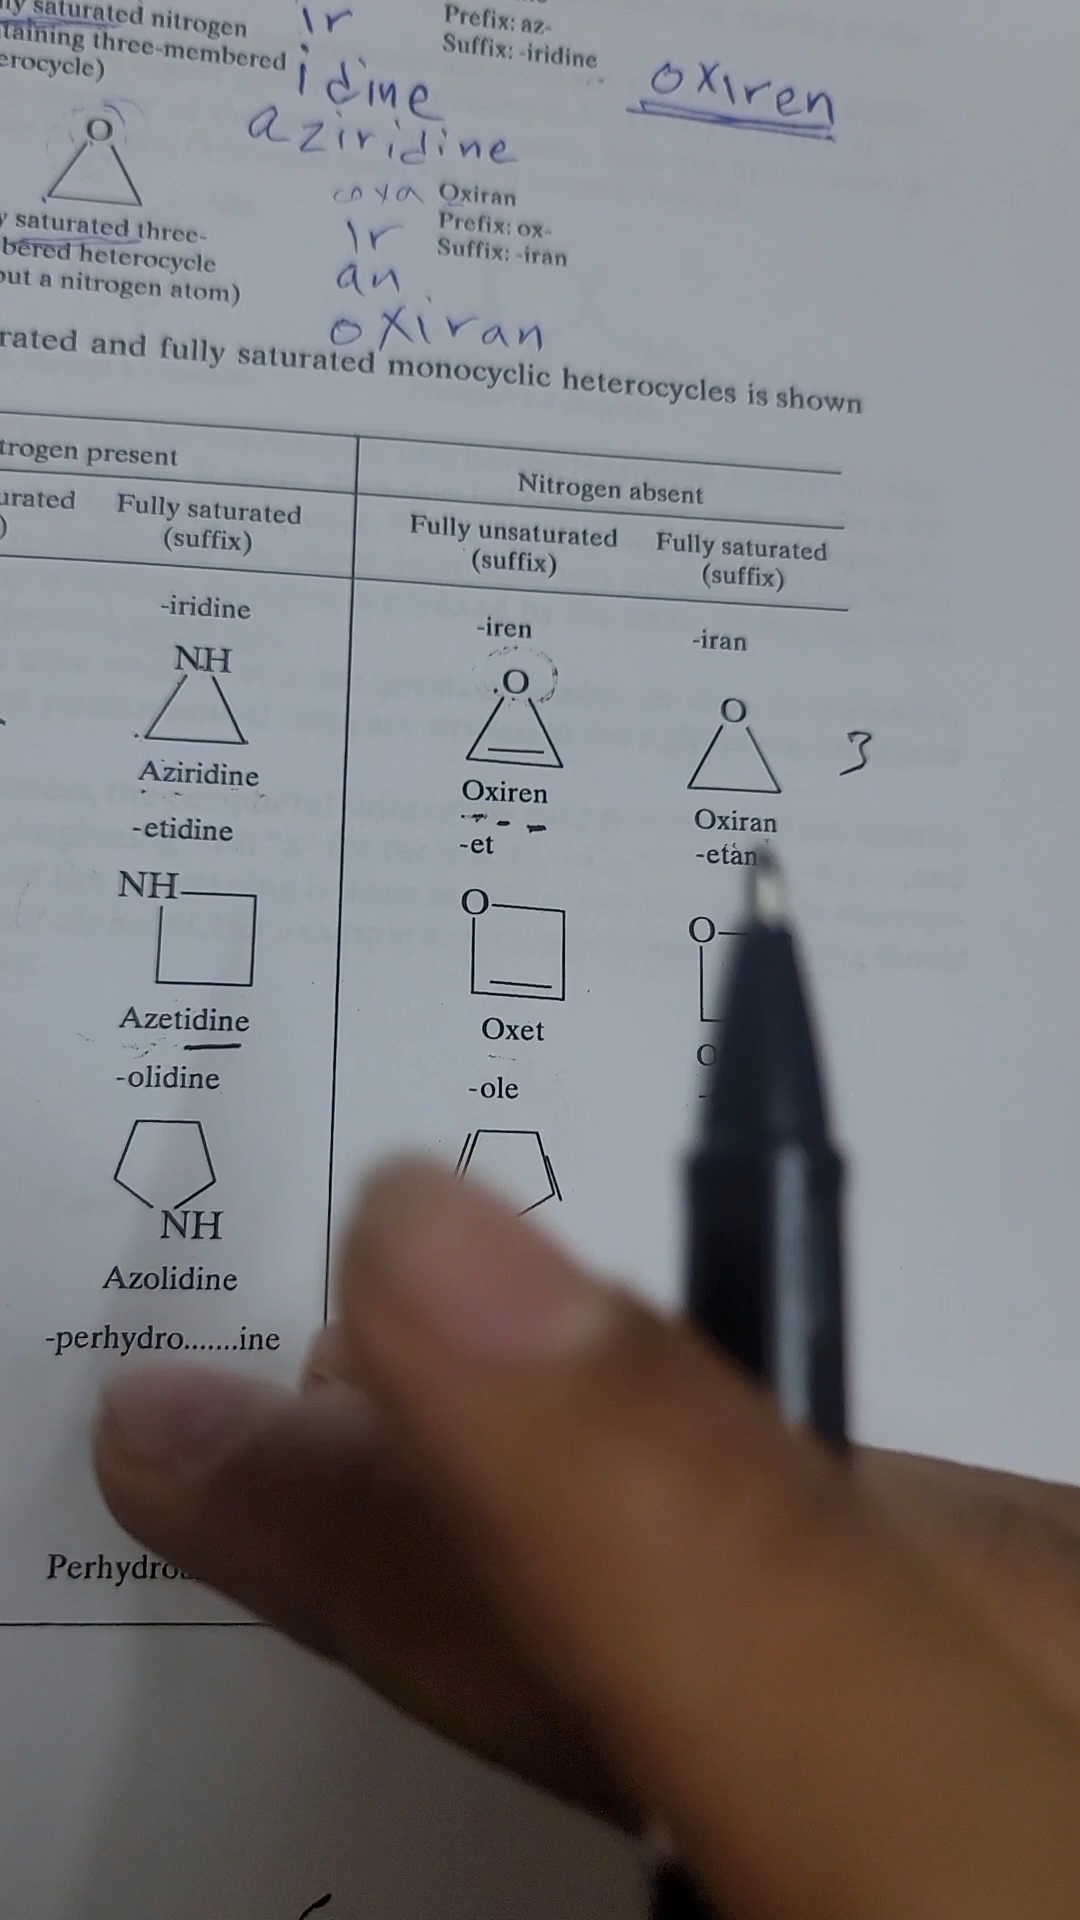 saturated nitrogen
taining three-membered
erocycle)
Ir
idine
aziridine
Prefix: az-
Suffix: -iridine
oxiren
O
saturated three-
bered heterocycle
out a nitrogen atom)
oxa
Ir
an
oxiran
Oxiran
Prefix: ox-
Suffix: -iran
rated and fully saturated monocyclic heterocycles is shown
trogen present
Nitrogen absent
urated
)
Fully saturated
(suffix)
Fully unsaturated
(suffix)
Fully saturated
(suffix)
-iridine
-iren
-iran
NH
O
O
3
Aziridine
Oxiren
Oxiran
-etidine
-et
-etan
NH
O
O
Azetidine
Oxet
O
-olidine
-ole
-
NH
Azolidine
-perhydro.......ine
Perhydro